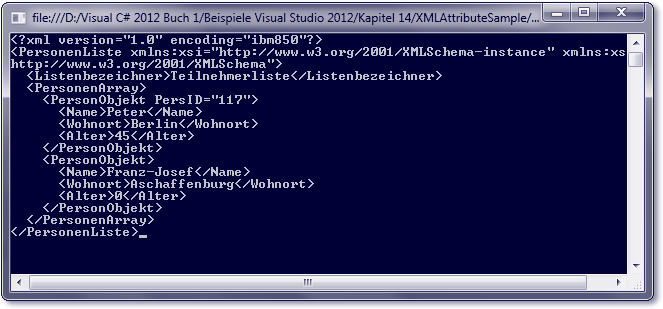 file:///D:/Visual C# 2012 Buch 1/Beispiele Visual Studio 2012/Kapitel 14/XMLAttributeSample/...
<?xml version="1.0" encoding="ibm850"?>
<PersonenListe xmlns:xsi="http://www.w3.org/2001/XMLSchema-instance" xmlns:xs
http://www.w3.org/2001/XMLSchema">
  <Listenbezeichner>Teilnehmerliste</Listenbezeichner>
  <PersonenArray>
    <PersonObjekt PersID="117">
      <Name>Peter</Name>
      <Wohnort>Berlin</Wohnort>
      <Alter>45</Alter>
    </PersonObjekt>
    <PersonObjekt>
      <Name>Franz-Josef</Name>
      <Wohnort>Aschaffenburg</Wohnort>
      <Alter>0</Alter>
    </PersonObjekt>
  </PersonenArray>
</PersonenListe>_